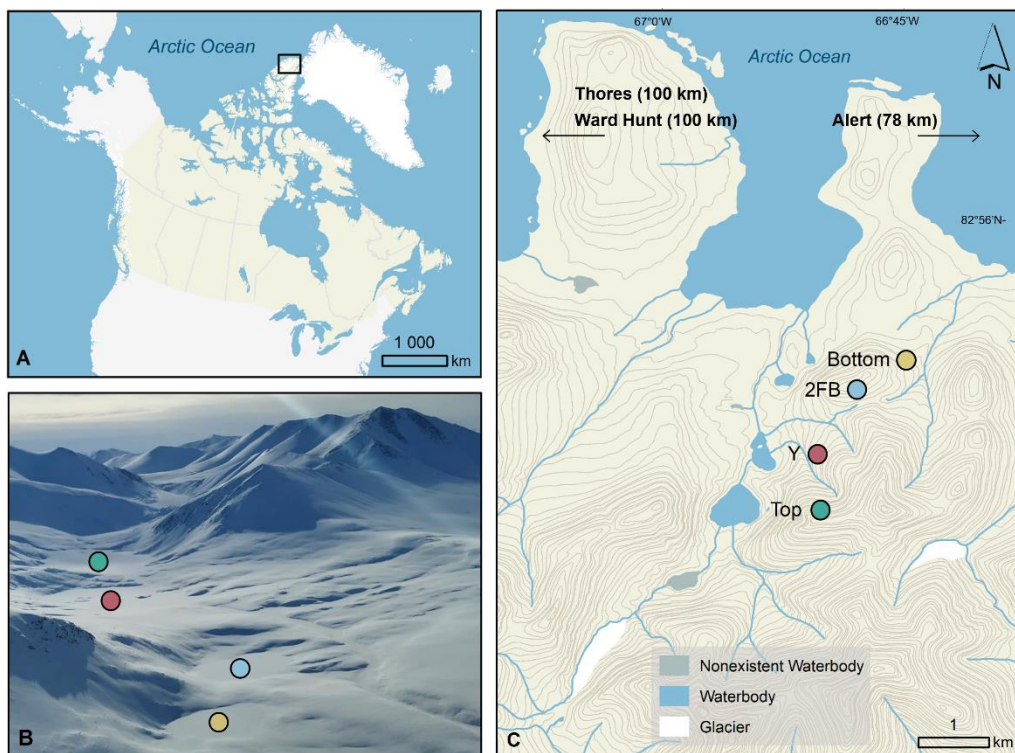 Arctic Ocean
1 000
km
A
B
67°0'W
66°45'W
Arctic Ocean
N
Thores (100 km)
Ward Hunt (100 km)
Alert (78 km)
82°56'N-
Bottom
2FB
Y
Top
Nonexistent Waterbody
Waterbody
Glacier
1
km
C